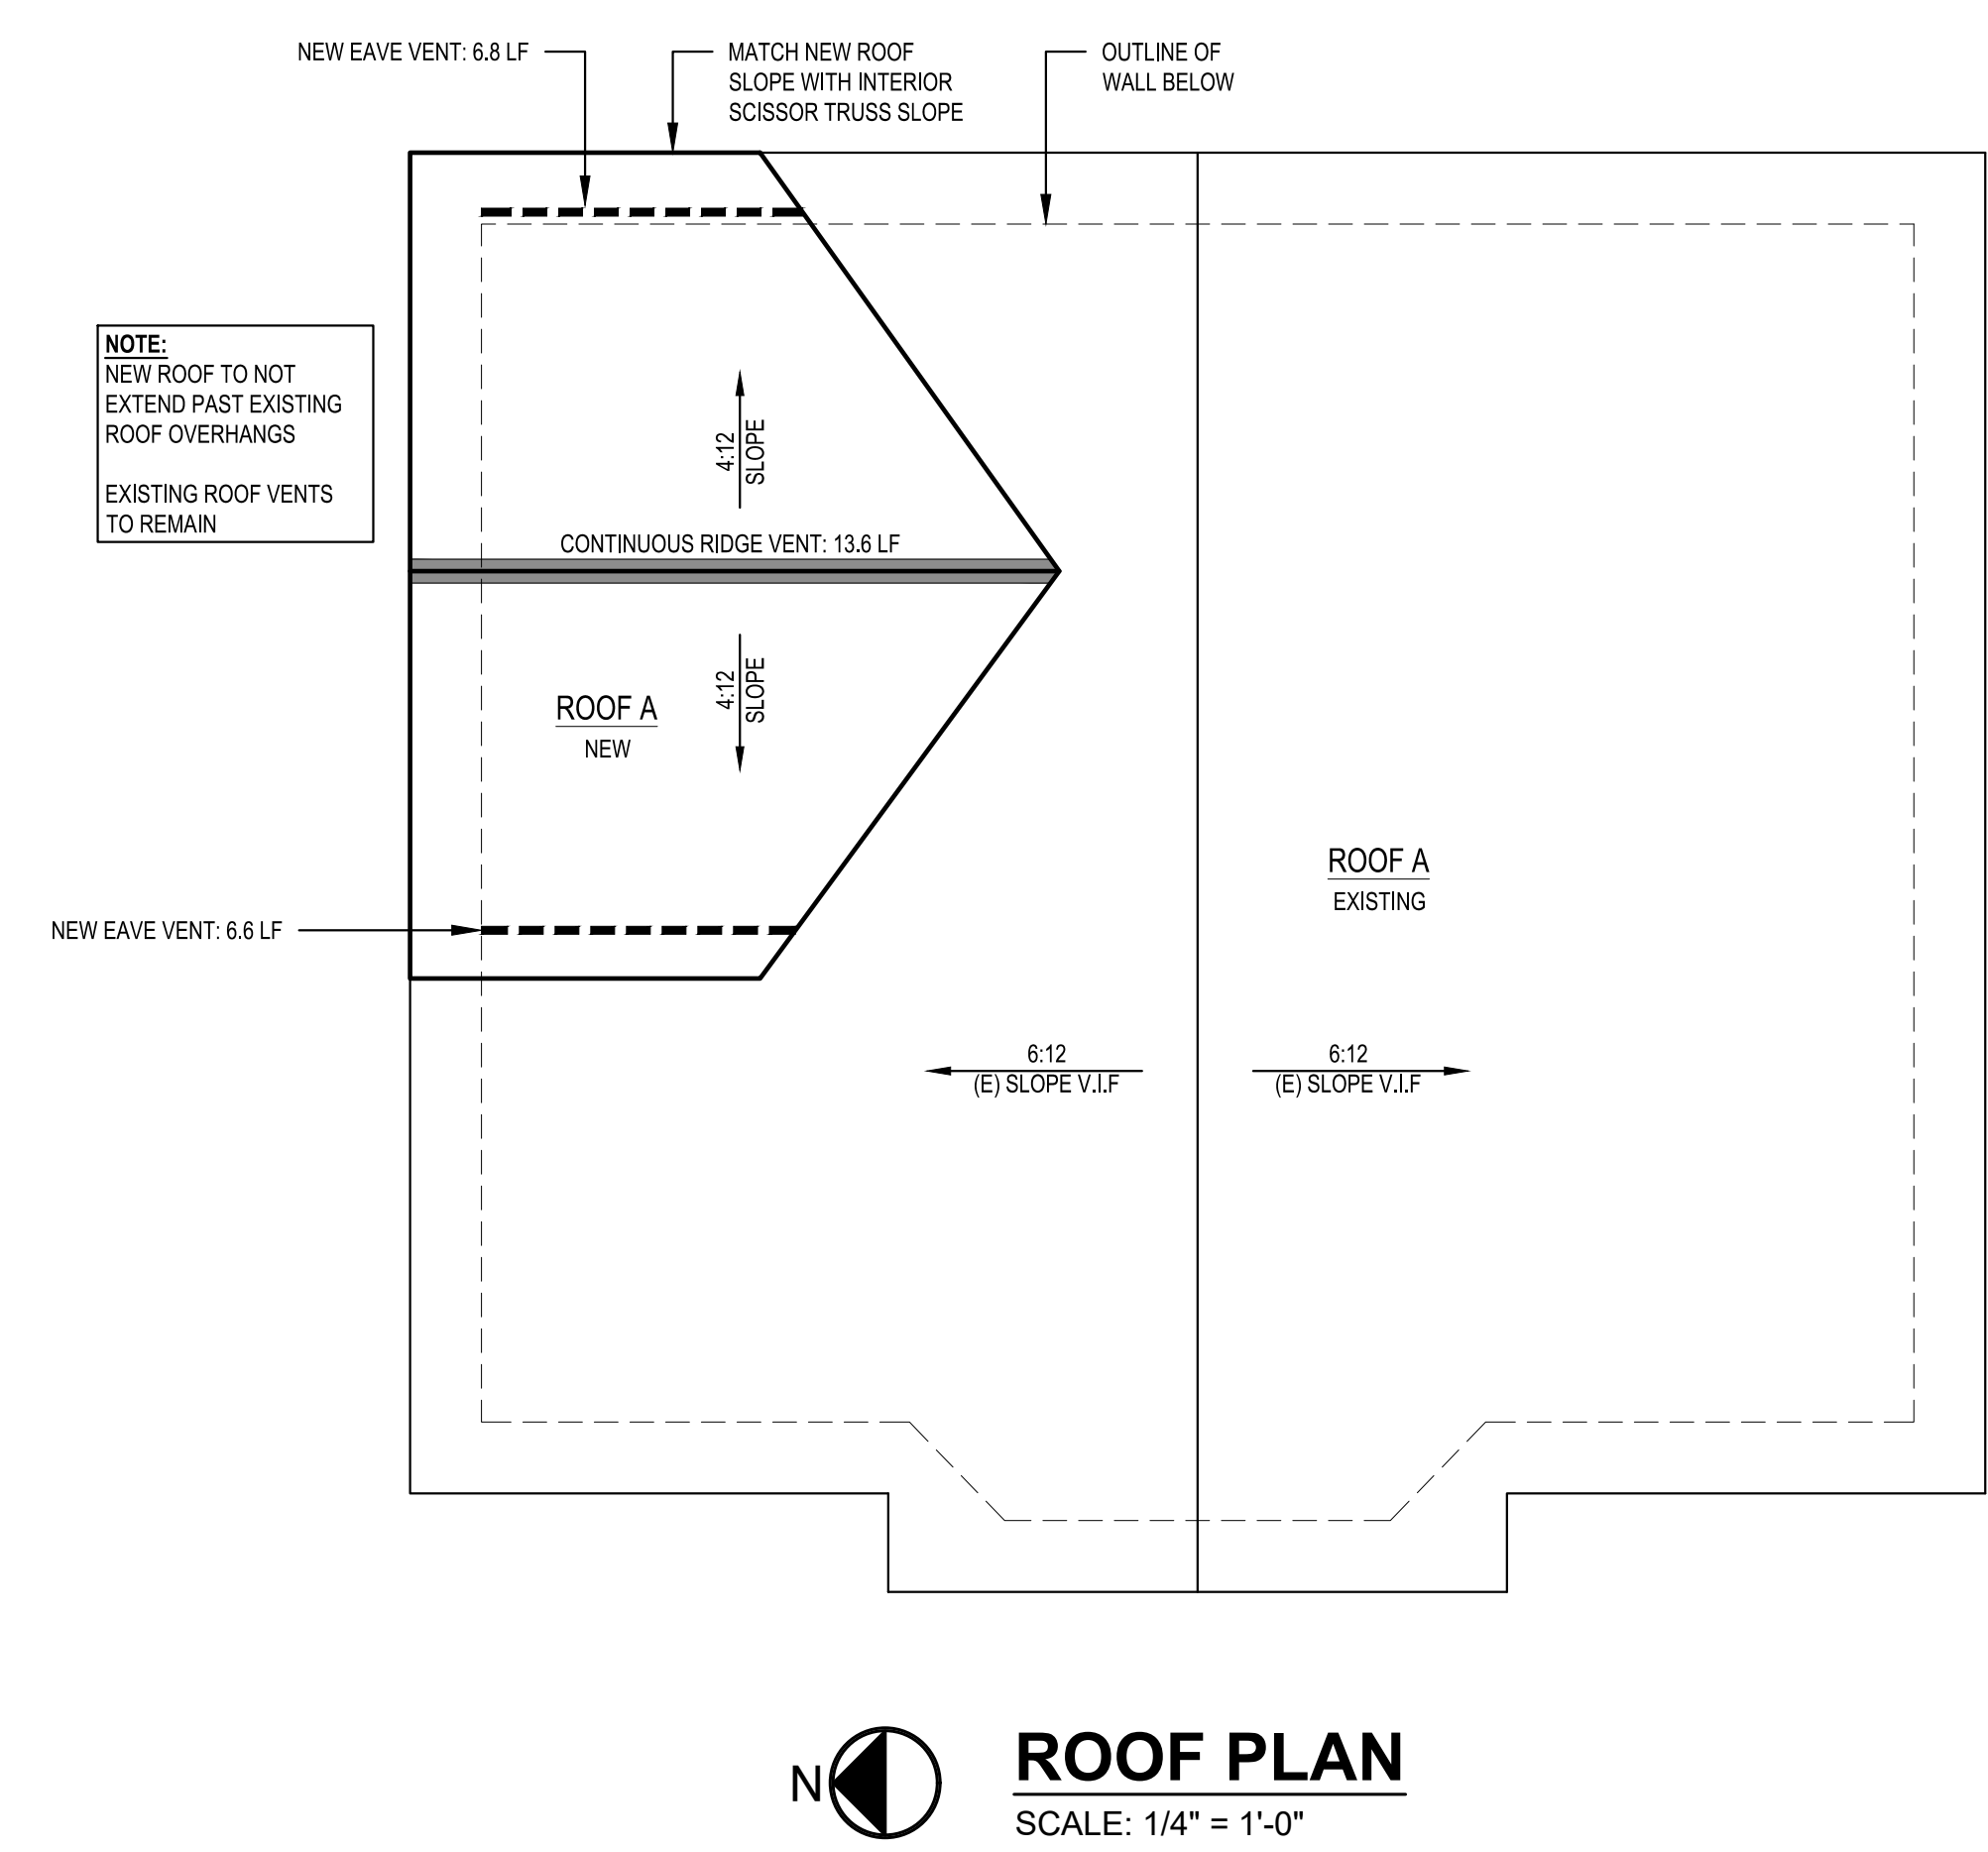 NEW EAVE VENT: 6.8 LF
MATCH NEW ROOF
SLOPE WITH INTERIOR
SCISSOR TRUSS SLOPE
OUTLINE OF
WALL BELOW
NOTE:
NEW ROOF TO NOT
EXTEND PAST EXISTING
ROOF OVERHANGS
EXISTING ROOF VENTS
TO REMAIN
4:12
SLOPE
CONTINUOUS RIDGE VENT: 13.6 LF
4:12
SLOPE
ROOF A
NEW
ROOF A
EXISTING
NEW EAVE VENT: 6.6 LF
6:12
(E) SLOPE V.I.F
6:12
(E) SLOPE V.I.F
N
ROOF PLAN
SCALE: 1/4" = 1'-0"